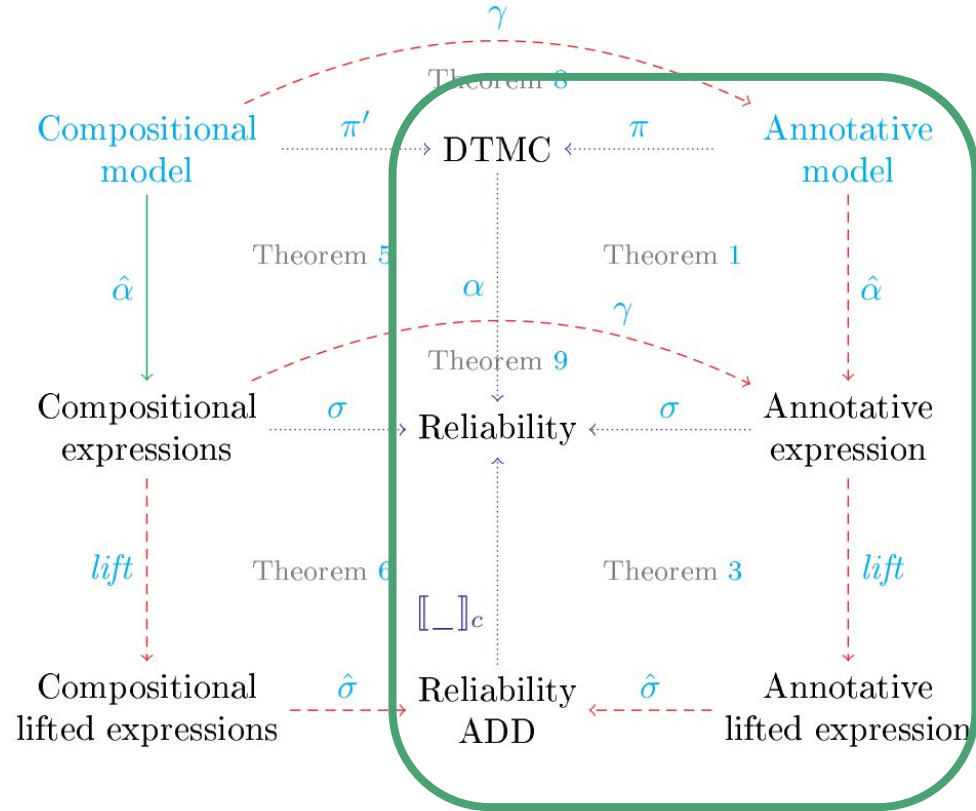 γ
Theorem 8
Compositional
model
π′
DTMC
π
Annotative
model
Theorem 5
Theorem 1
α̂
α
α̂
γ
Theorem 9
Compositional
expressions
σ
Reliability
σ
Annotative
expression
lift
Theorem 6
Theorem 3
lift
⟦_⟧c
Compositional
lifted expressions
σ̂
Reliability
ADD
σ̂
Annotative
lifted expression